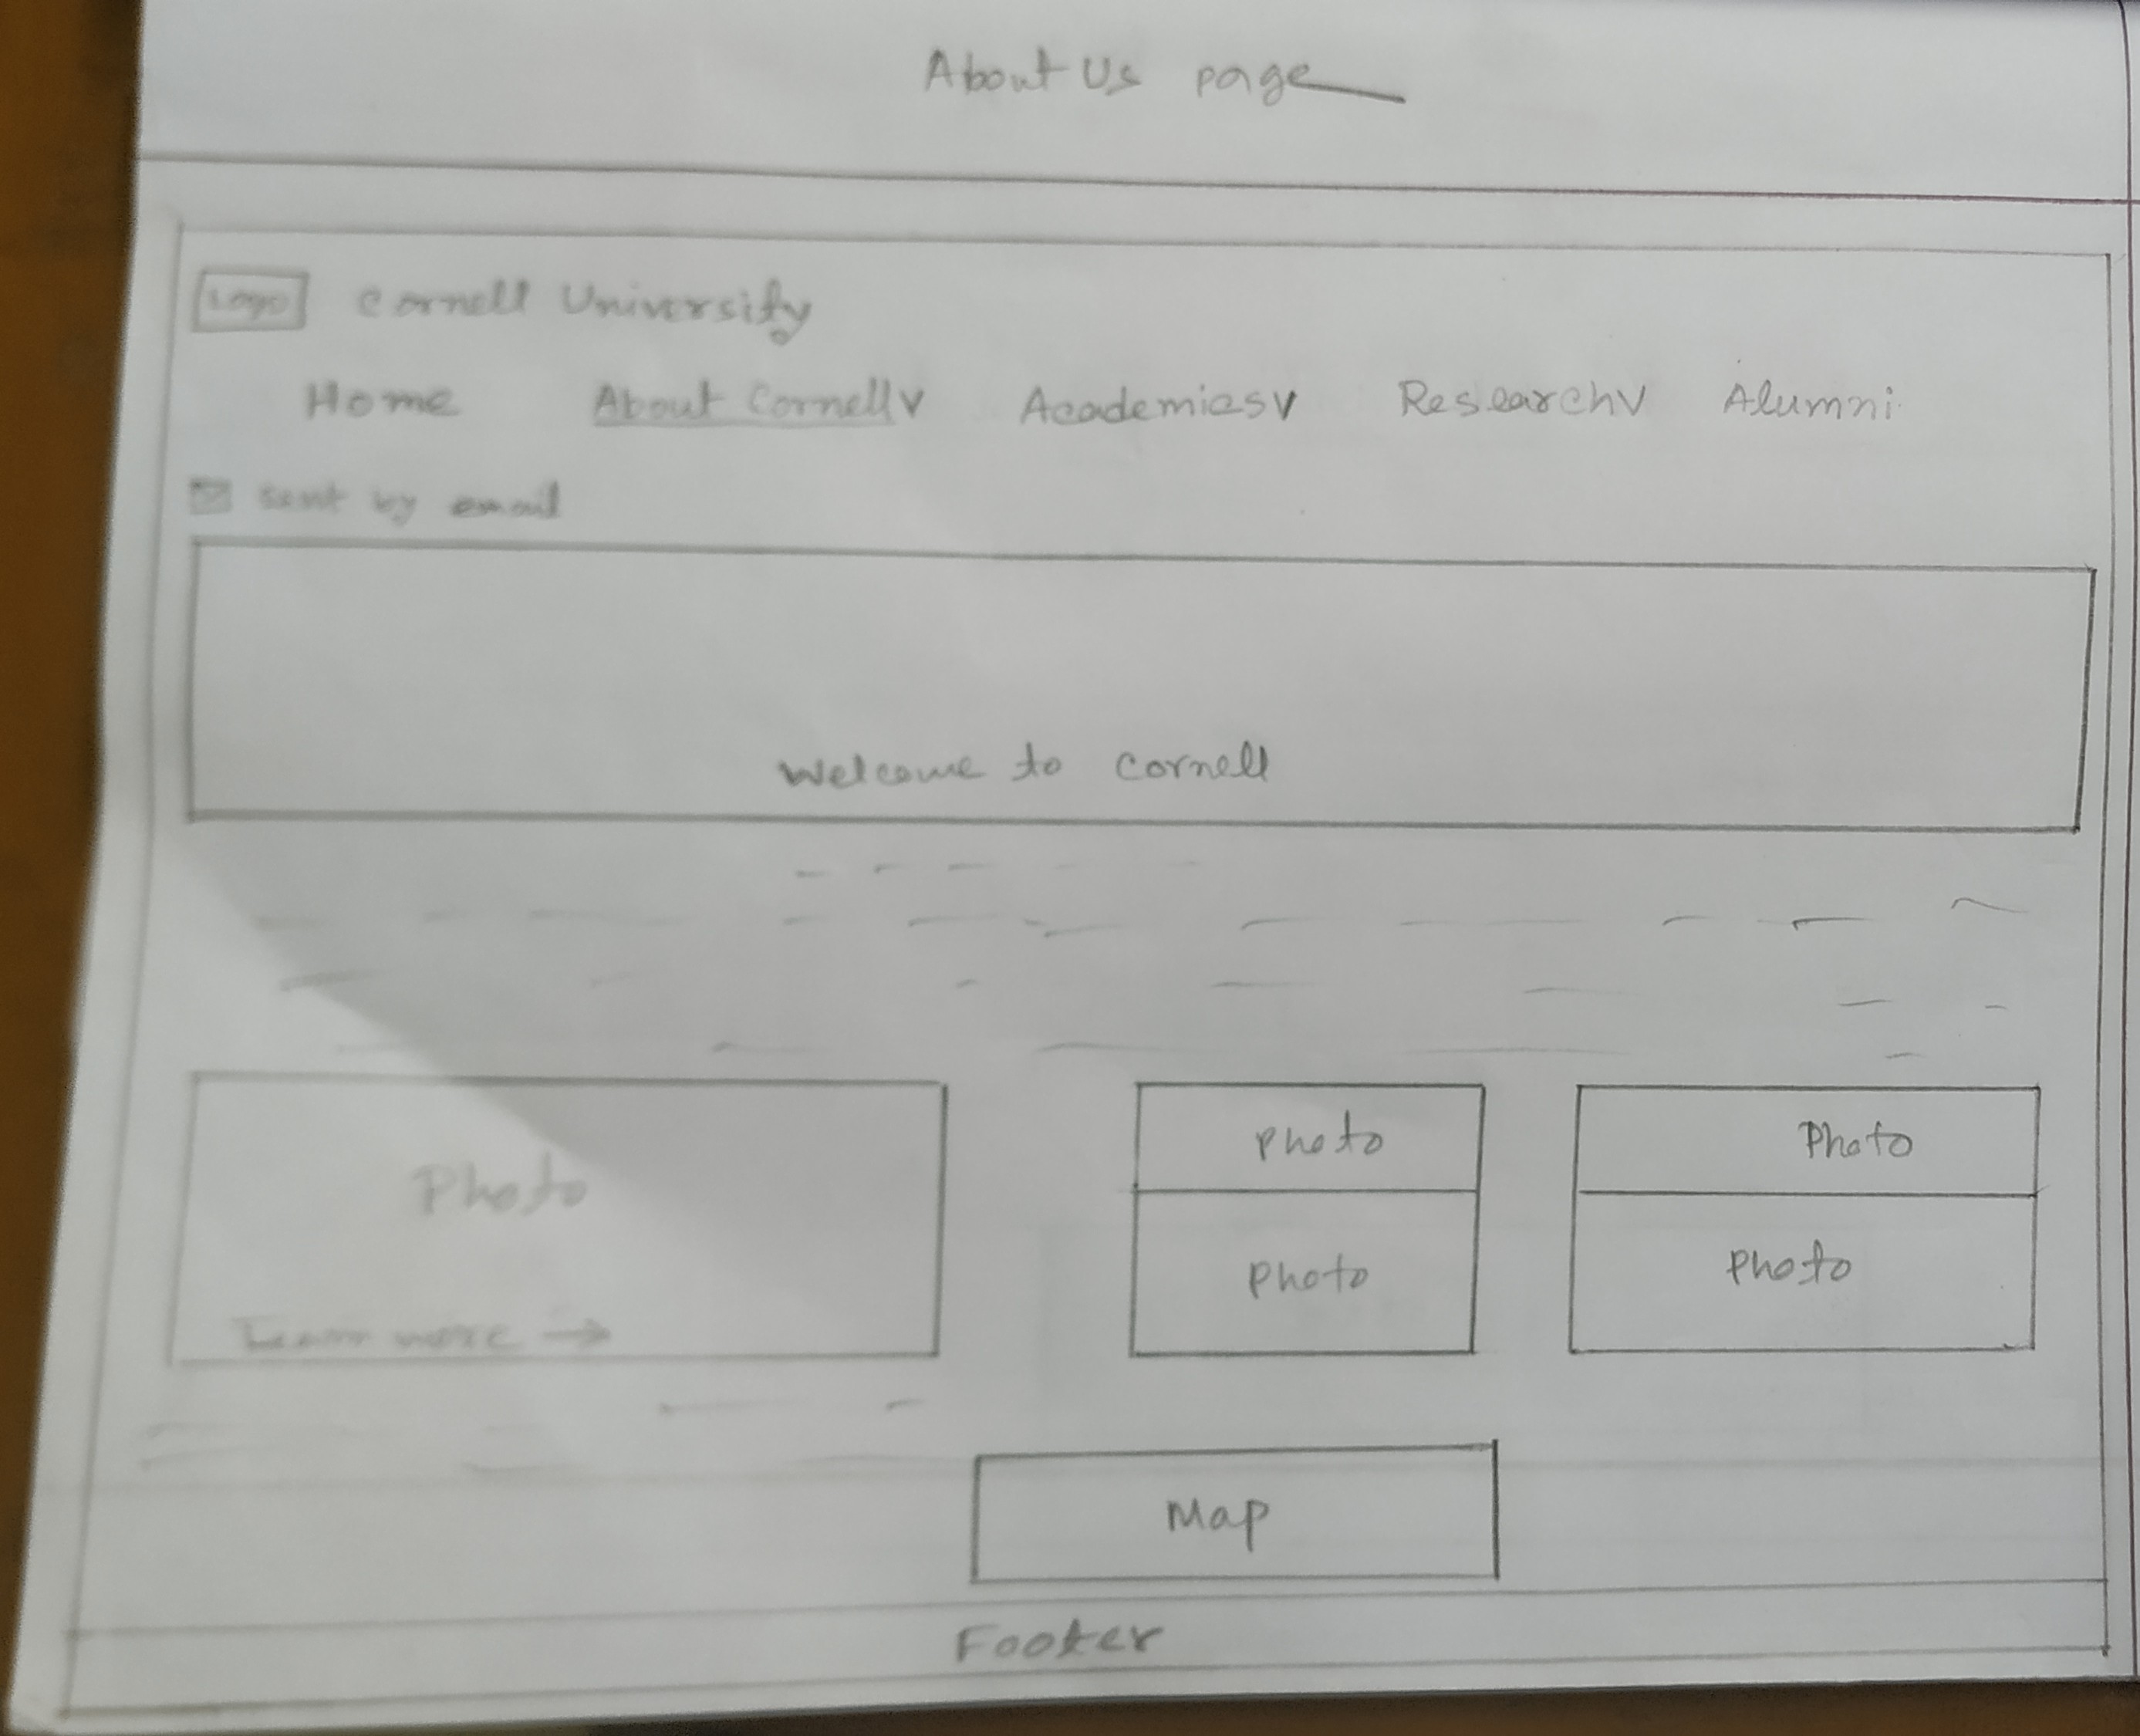 About Us page
Logo Cornell University
Home About Cornell v Academics v Research v Alumni
sent by email
Welcome to Cornell
Photo Photo Photo
Photo Photo
Learn more →
Map
Footer